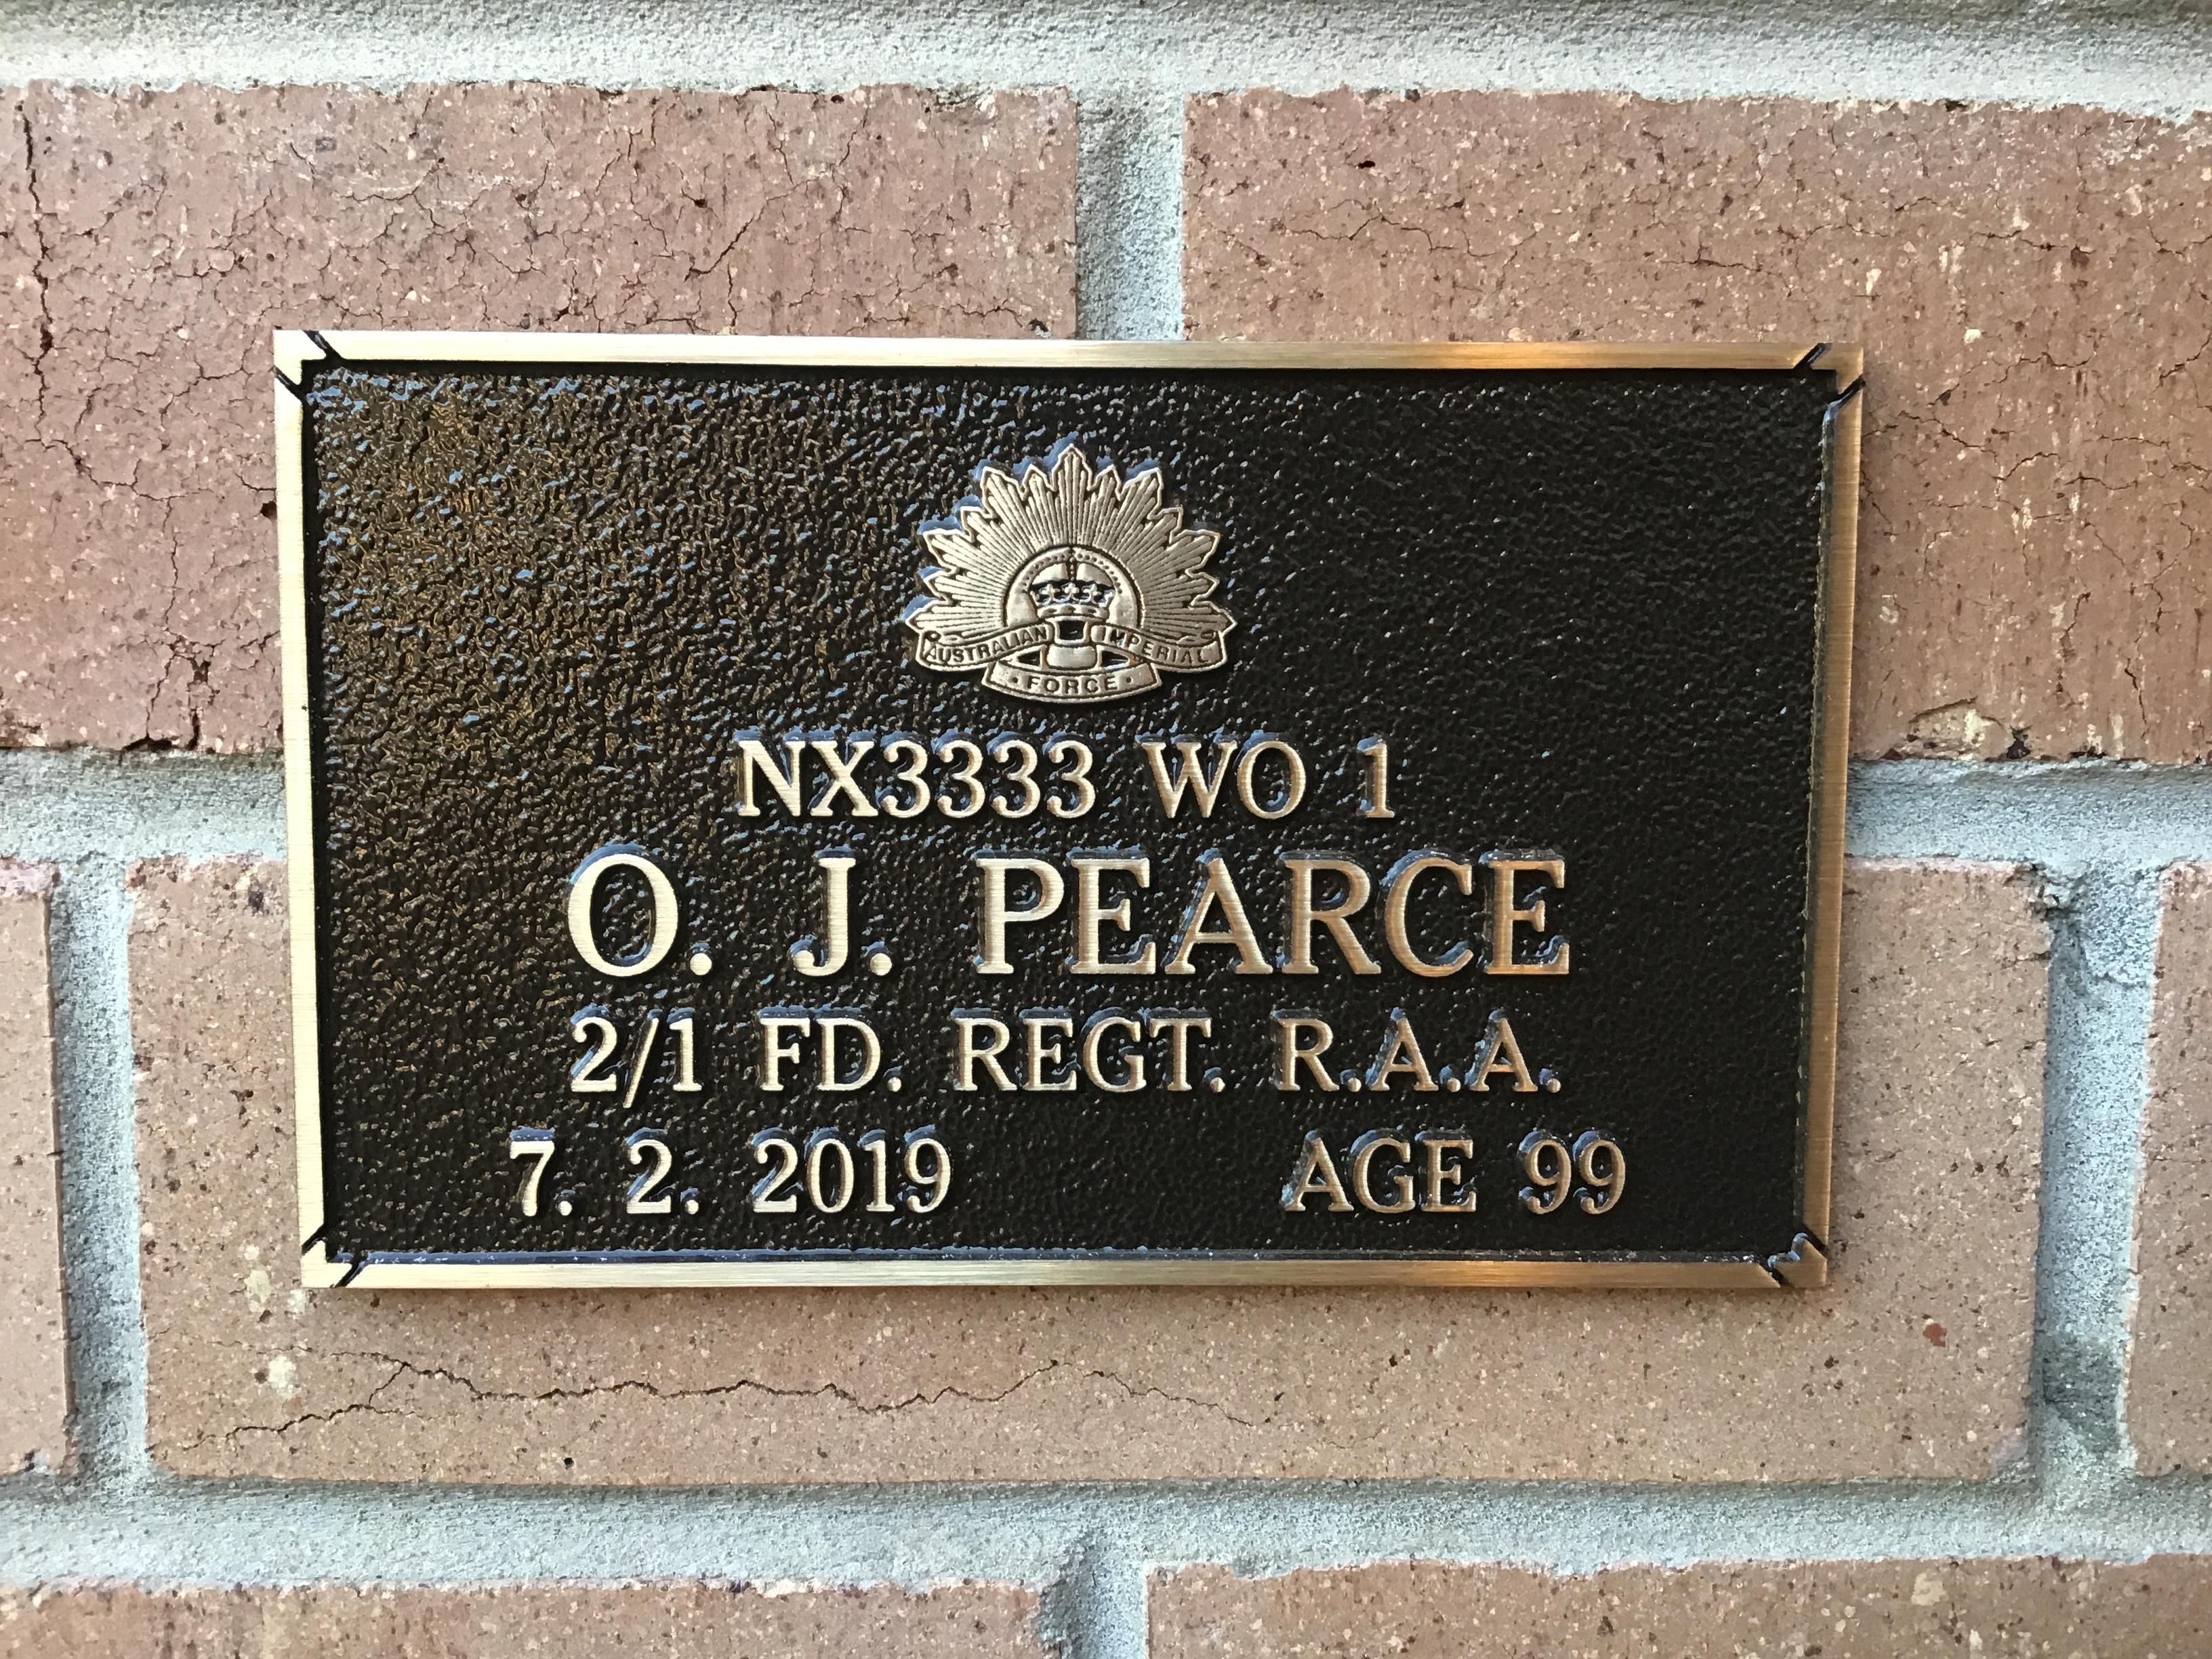 AUSTRALIAN IMPERIAL
FORCE
NX3333 WO 1
O. J. PEARCE
2/1 FD. REGT. R.A.A.
7. 2. 2019 AGE 99